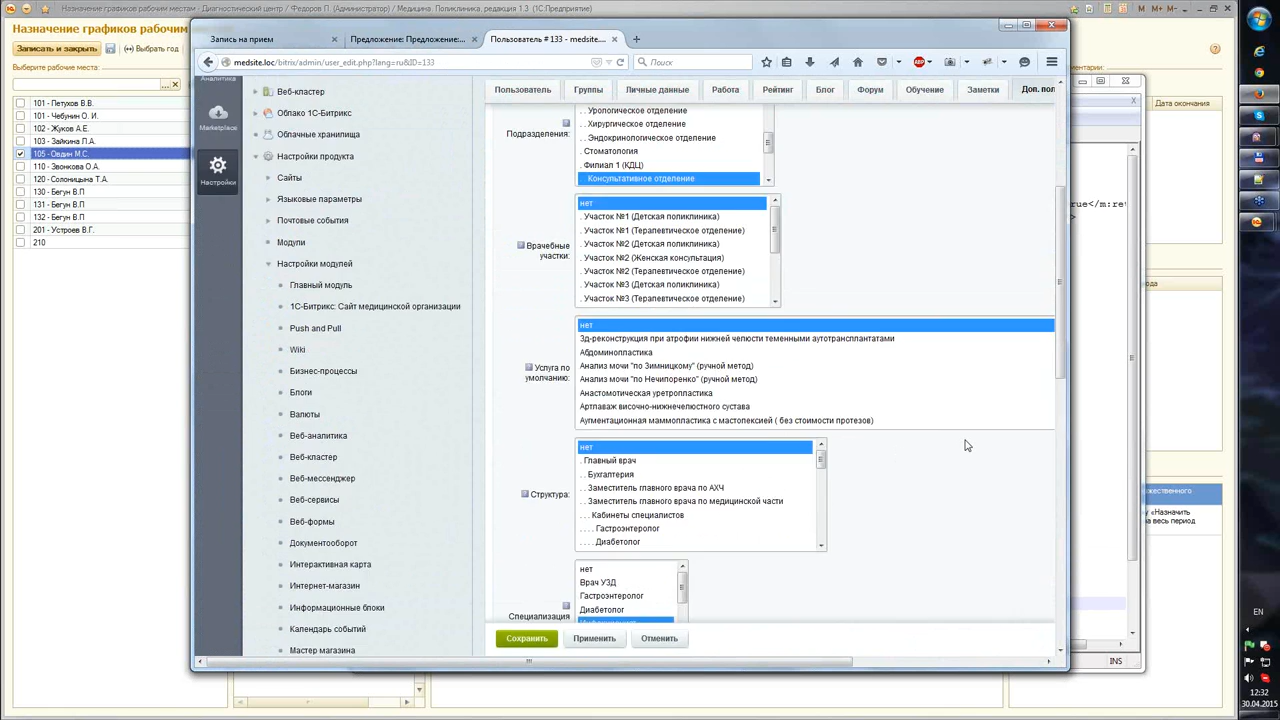 Назначение графиков рабочим местам - Диагностический центр / Федоров П. (Администратор) / Медицина. Поликлиника, редакция 1.3 (1С:Предприятие)
M M+ M-
Назначение графиков рабочим
Записать и закрыть
Выбрать год
Выберите рабочие места:
101 - Петухов В.В.
101 - Чебунин О. И.
102 - Жуков А.Е.
103 - Зайкина Л.А.
105 - Овдин М.С.
110 - Звонкова О.А.
120 - Солоницына Т.А.
130 - Бегун В.П
131 - Бегун В.П
132 - Бегун В.П
201 - Устроев В.Г.
210
Запись на прием
Предложение: Предложение:...
Пользователь # 133 - medsite....
medsite.loc/bitrix/admin/user_edit.php?lang=ru&ID=133
Поиск
ABP
Аналитика
Marketplace
Настройки
Веб-кластер
Облако 1С-Битрикс
Облачные хранилища
Настройки продукта
Сайты
Языковые параметры
Почтовые события
Модули
Настройки модулей
Главный модуль
1С-Битрикс: Сайт медицинской организации
Push and Pull
Wiki
Бизнес-процессы
Блоги
Валюты
Веб-аналитика
Веб-кластер
Веб-мессенджер
Веб-сервисы
Веб-формы
Документооборот
Интерактивная карта
Интернет-магазин
Информационные блоки
Календарь событий
Мастер магазина
Пользователь
Группы
Личные данные
Работа
Рейтинг
Блог
Форум
Обучение
Заметки
Доп. пол
Подразделения:
. Урологическое отделение
. Хирургическое отделение
. Эндокринологическое отделение
Стоматология
. Филиал 1 (КДЦ)
. Консультативное отделение
Врачебные участки:
нет
. Участок №1 (Детская поликлиника)
. Участок №1 (Терапевтическое отделение)
. Участок №2 (Детская поликлиника)
. Участок №2 (Женская консультация)
. Участок №2 (Терапевтическое отделение)
. Участок №3 (Детская поликлиника)
. Участок №3 (Терапевтическое отделение)
Услуга по умолчанию:
нет
3д-реконструкция при атрофии нижней челюсти теменными аутотрансплантатами
Абдоминопластика
Анализ мочи "по Зимницкому" (ручной метод)
Анализ мочи "по Нечипоренко" (ручной метод)
Анастомотическая уретропластика
Артлаваж височно-нижнечелюстного сустава
Аугментационная маммопластика с мастопексией ( без стоимости протезов)
Структура:
нет
. Главный врач
. . Бухгалтерия
. . Заместитель главного врача по АХЧ
. . Заместитель главного врача по медицинской части
. . . Кабинеты специалистов
. . . . Гастроэнтеролог
. . . . Диабетолог
Специализация
нет
Врач УЗД
Гастроэнтеролог
Диабетолог
Сохранить
Применить
Отменить
ментарии:
Дата окончания
rue</m:ret
>
ода
ожественного
у «Назначить
а весь период
INS
EN
12:32
30.04.2015